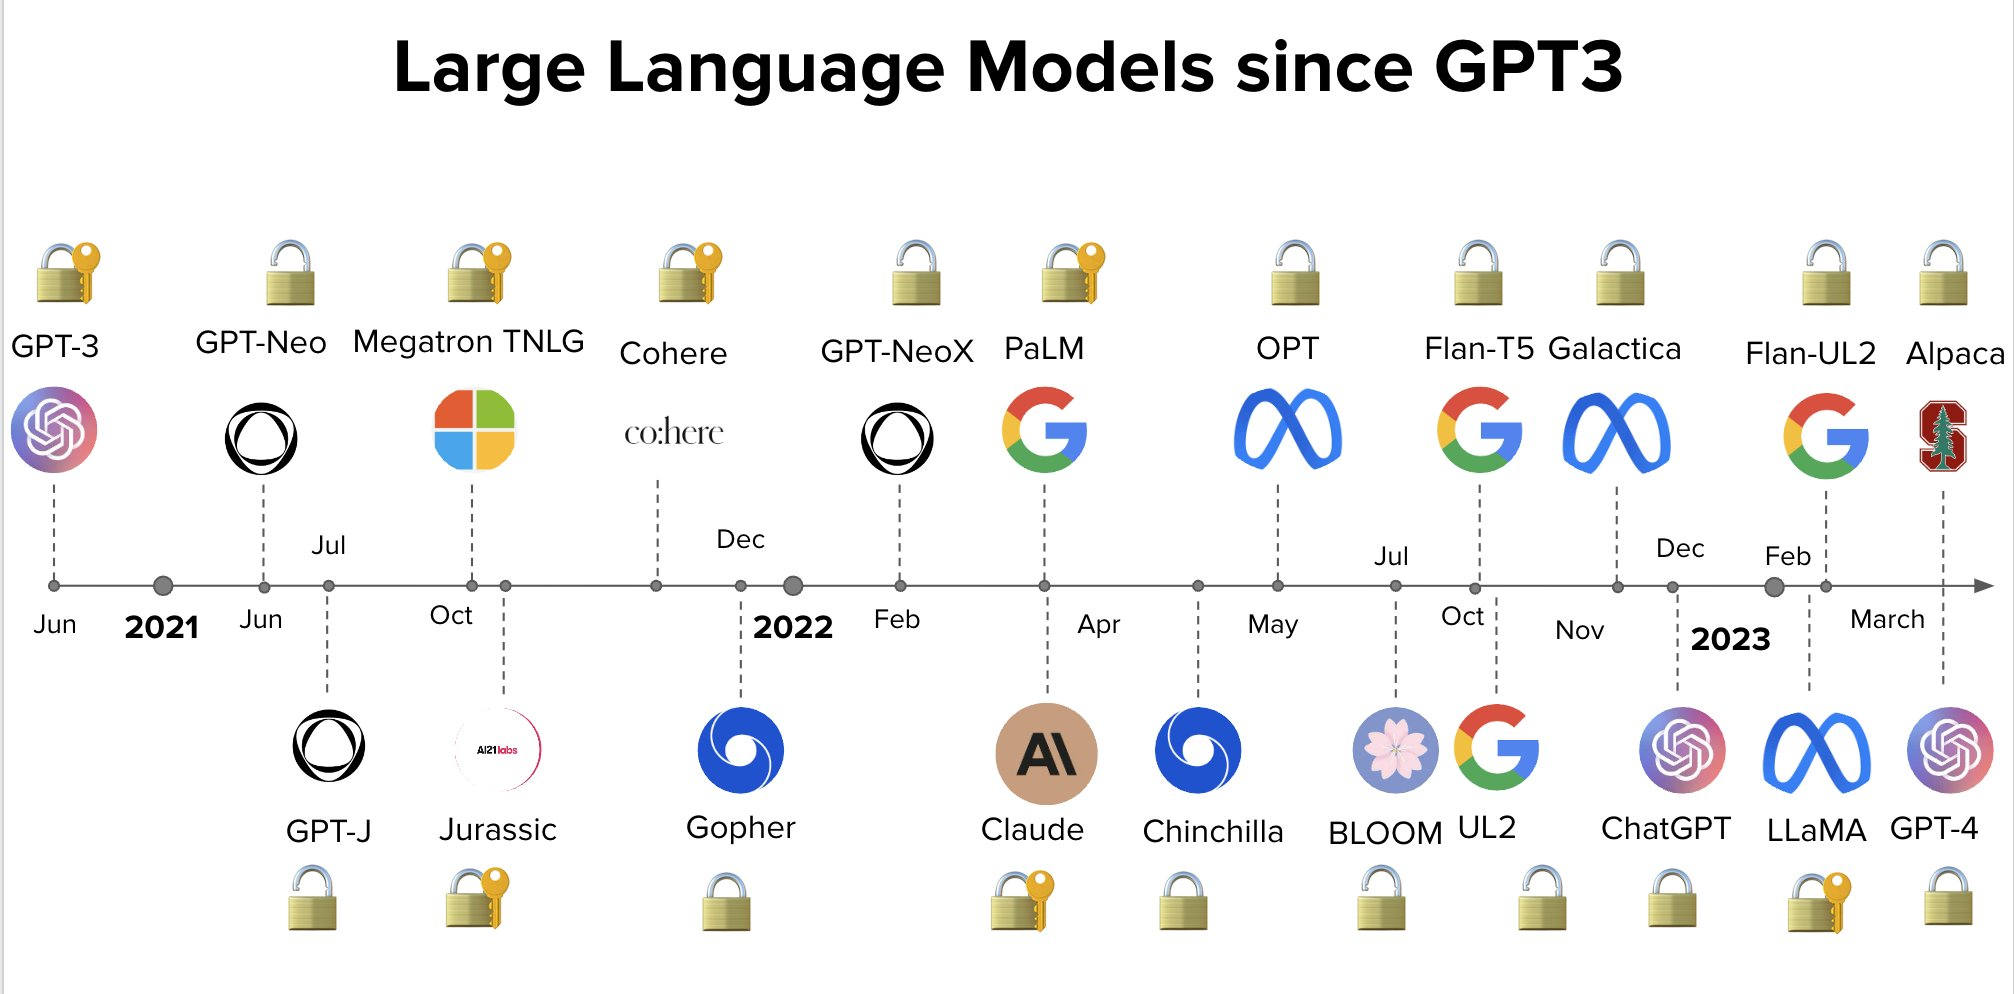 Large Language Models since GPT3
GPT-3
GPT-Neo
Megatron TNLG
Cohere
GPT-NeoX
PaLM
OPT
Flan-T5
Galactica
Flan-UL2
Alpaca
co:here
Jul
Dec
Jul
Dec
Feb
Jun
2021
Jun
Oct
2022
Feb
Apr
May
Oct
Nov
2023
March
AI21labs
AI
GPT-J
Jurassic
Gopher
Claude
Chinchilla
BLOOM
UL2
ChatGPT
LLaMA
GPT-4